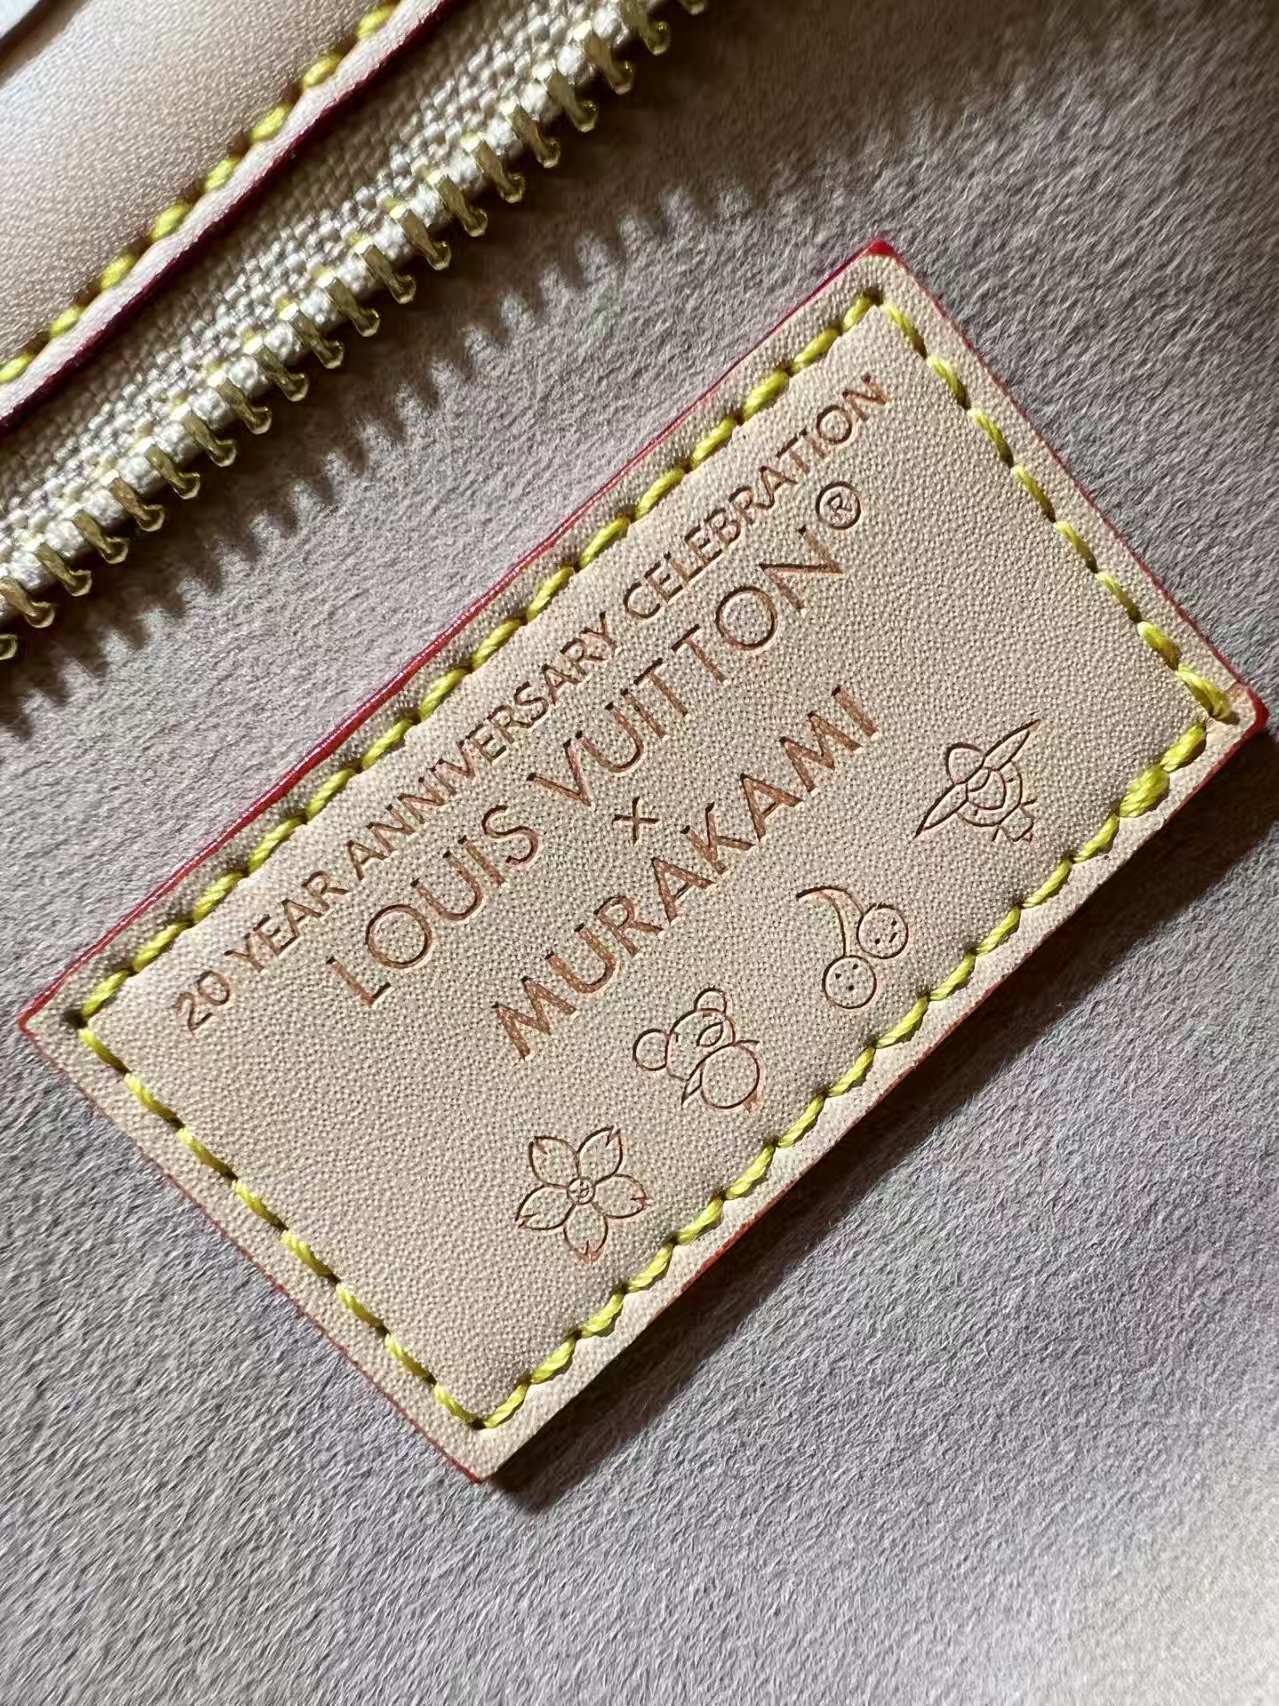 20 YEAR ANNIVERSARY CELEBRATION
LOUIS VUITTON®
×
MURAKAMI